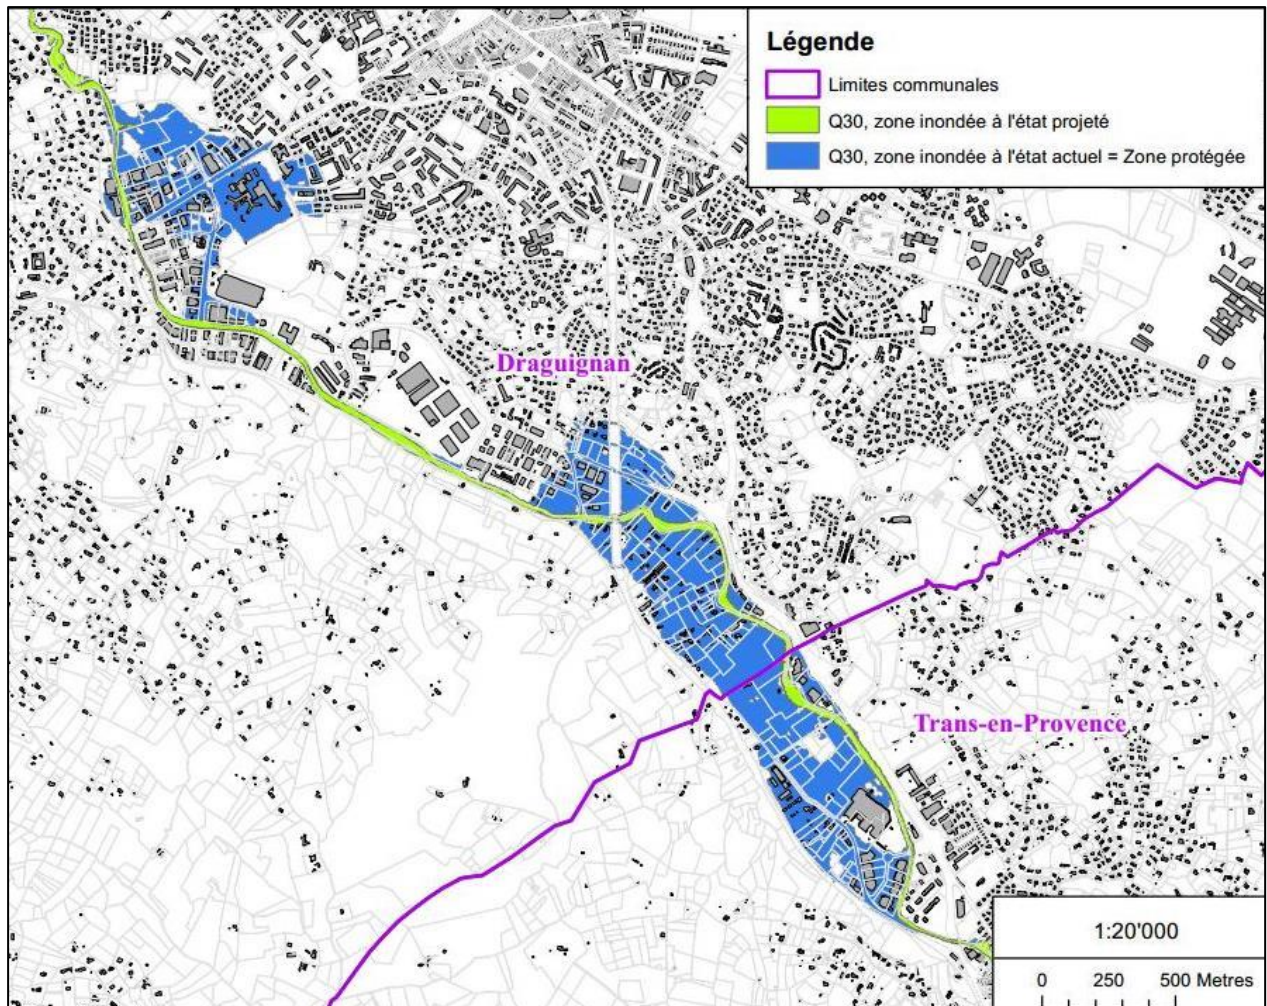 Légende
Limites communales
Q30, zone inondée à l'état projeté
Q30, zone inondée à l'état actuel = Zone protégée
Draguignan
Trans-en-Provence
1:20'000
0 250 500 Metres